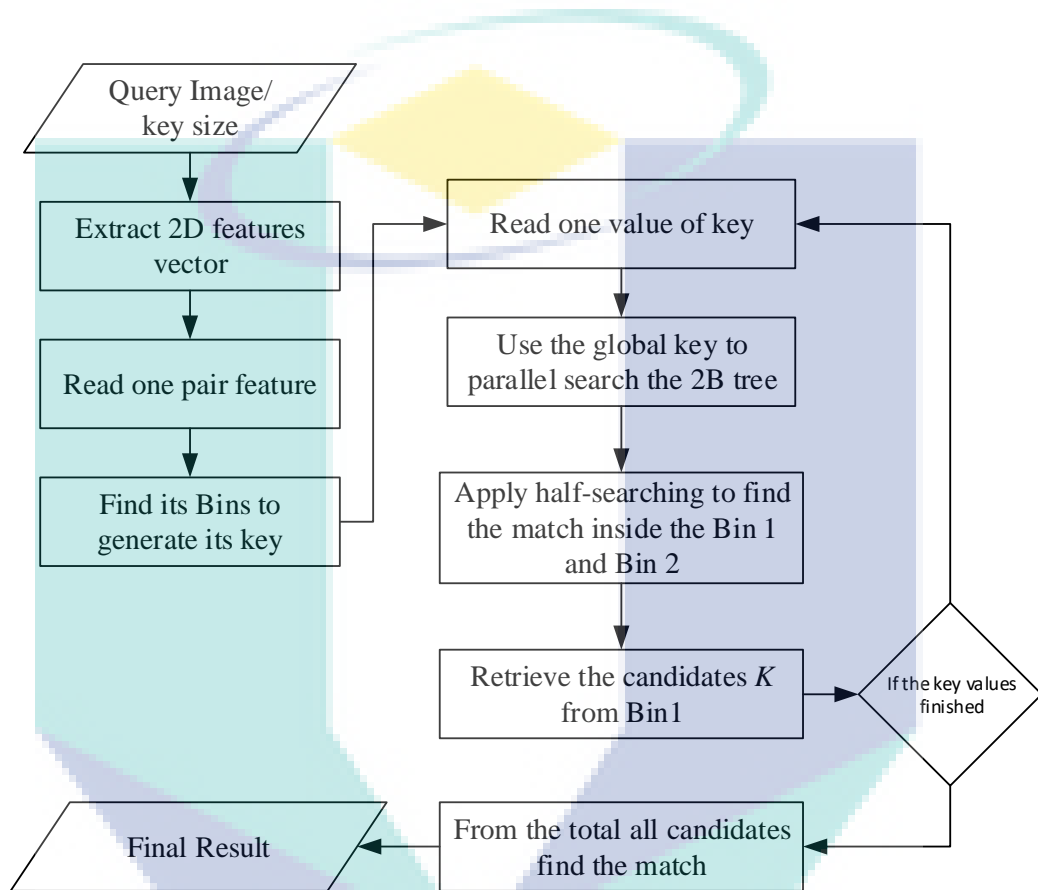 Query Image/
key size
Extract 2D features
vector
Read one pair feature
Find its Bins to
generate its key
Read one value of key
Use the global key to
parallel search the 2B tree
Apply half-searching to find
the match inside the Bin 1
and Bin 2
Retrieve the candidates K
from Bin1
If the key values
finished
From the total all candidates
find the match
Final Result